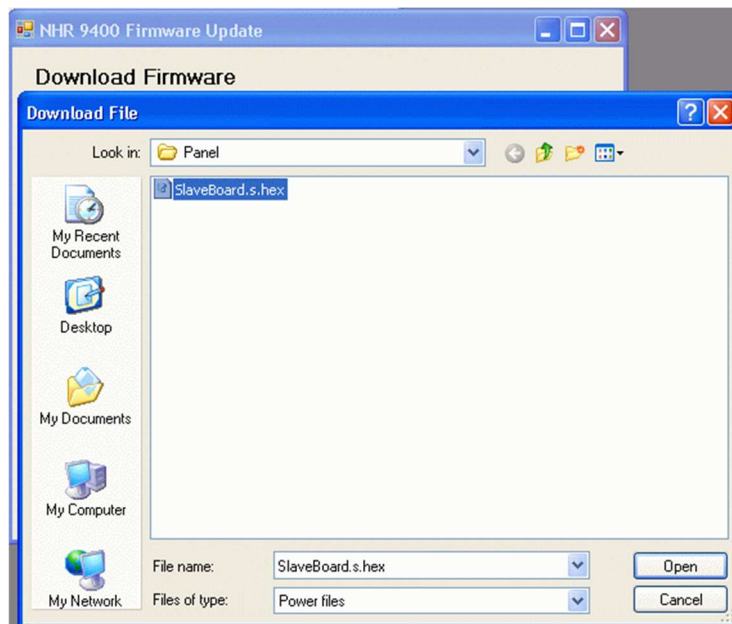 NHR 9400 Firmware Update
Download Firmware
Download File
Look in:
Panel
SlaveBoard.s.hex
My Recent
Documents
Desktop
My Documents
My Computer
My Network
File name:
SlaveBoard.s.hex
Open
Files of type:
Power files
Cancel